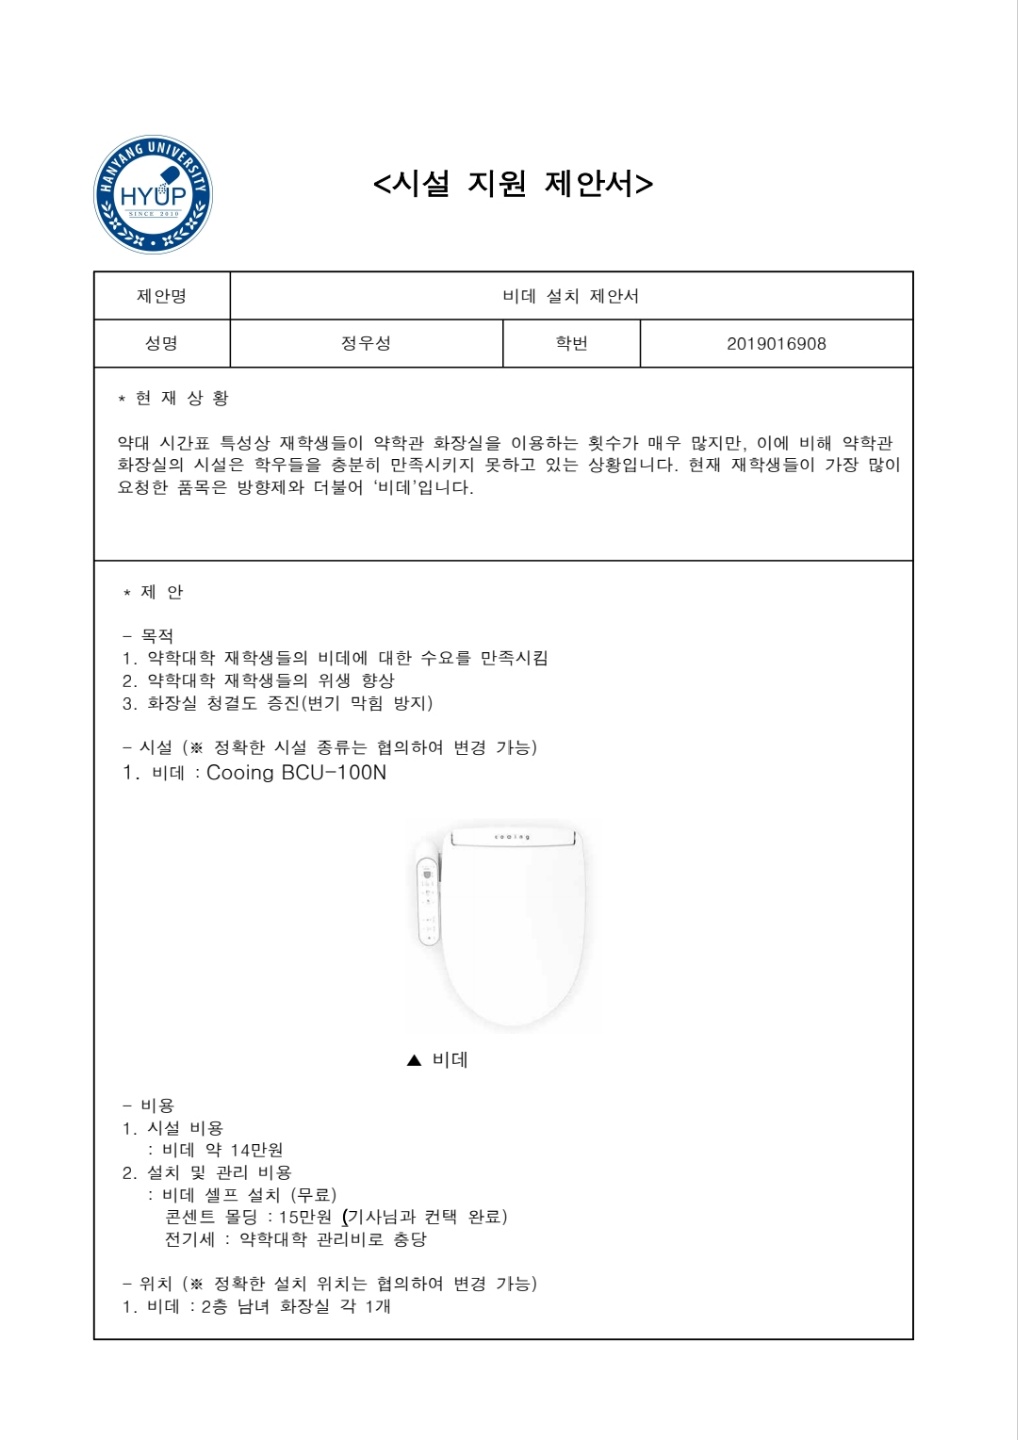 HANYANG UNIVERSITY
HYUP
SINCE 2010
<시설 지원 제안서>
제안명
비데 설치 제안서
성명
정우성
학번
2019016908
* 현 재 상 황
약대 시간표 특성상 재학생들이 약학관 화장실을 이용하는 횟수가 매우 많지만, 이에 비해 약학관
화장실의 시설은 학우들을 충분히 만족시키지 못하고 있는 상황입니다. 현재 재학생들이 가장 많이
요청한 품목은 방향제와 더불어 ‘비데’입니다.
* 제 안
- 목적
1. 약학대학 재학생들의 비데에 대한 수요를 만족시킴
2. 약학대학 재학생들의 위생 향상
3. 화장실 청결도 증진(변기 막힘 방지)
- 시설 (※ 정확한 시설 종류는 협의하여 변경 가능)
1. 비데 : Cooing BCU-100N
cooing
▲ 비데
- 비용
1. 시설 비용
: 비데 약 14만원
2. 설치 및 관리 비용
: 비데 셀프 설치 (무료)
콘센트 몰딩 : 15만원 (기사님과 컨택 완료)
전기세 : 약학대학 관리비로 충당
- 위치 (※ 정확한 설치 위치는 협의하여 변경 가능)
1. 비데 : 2층 남녀 화장실 각 1개